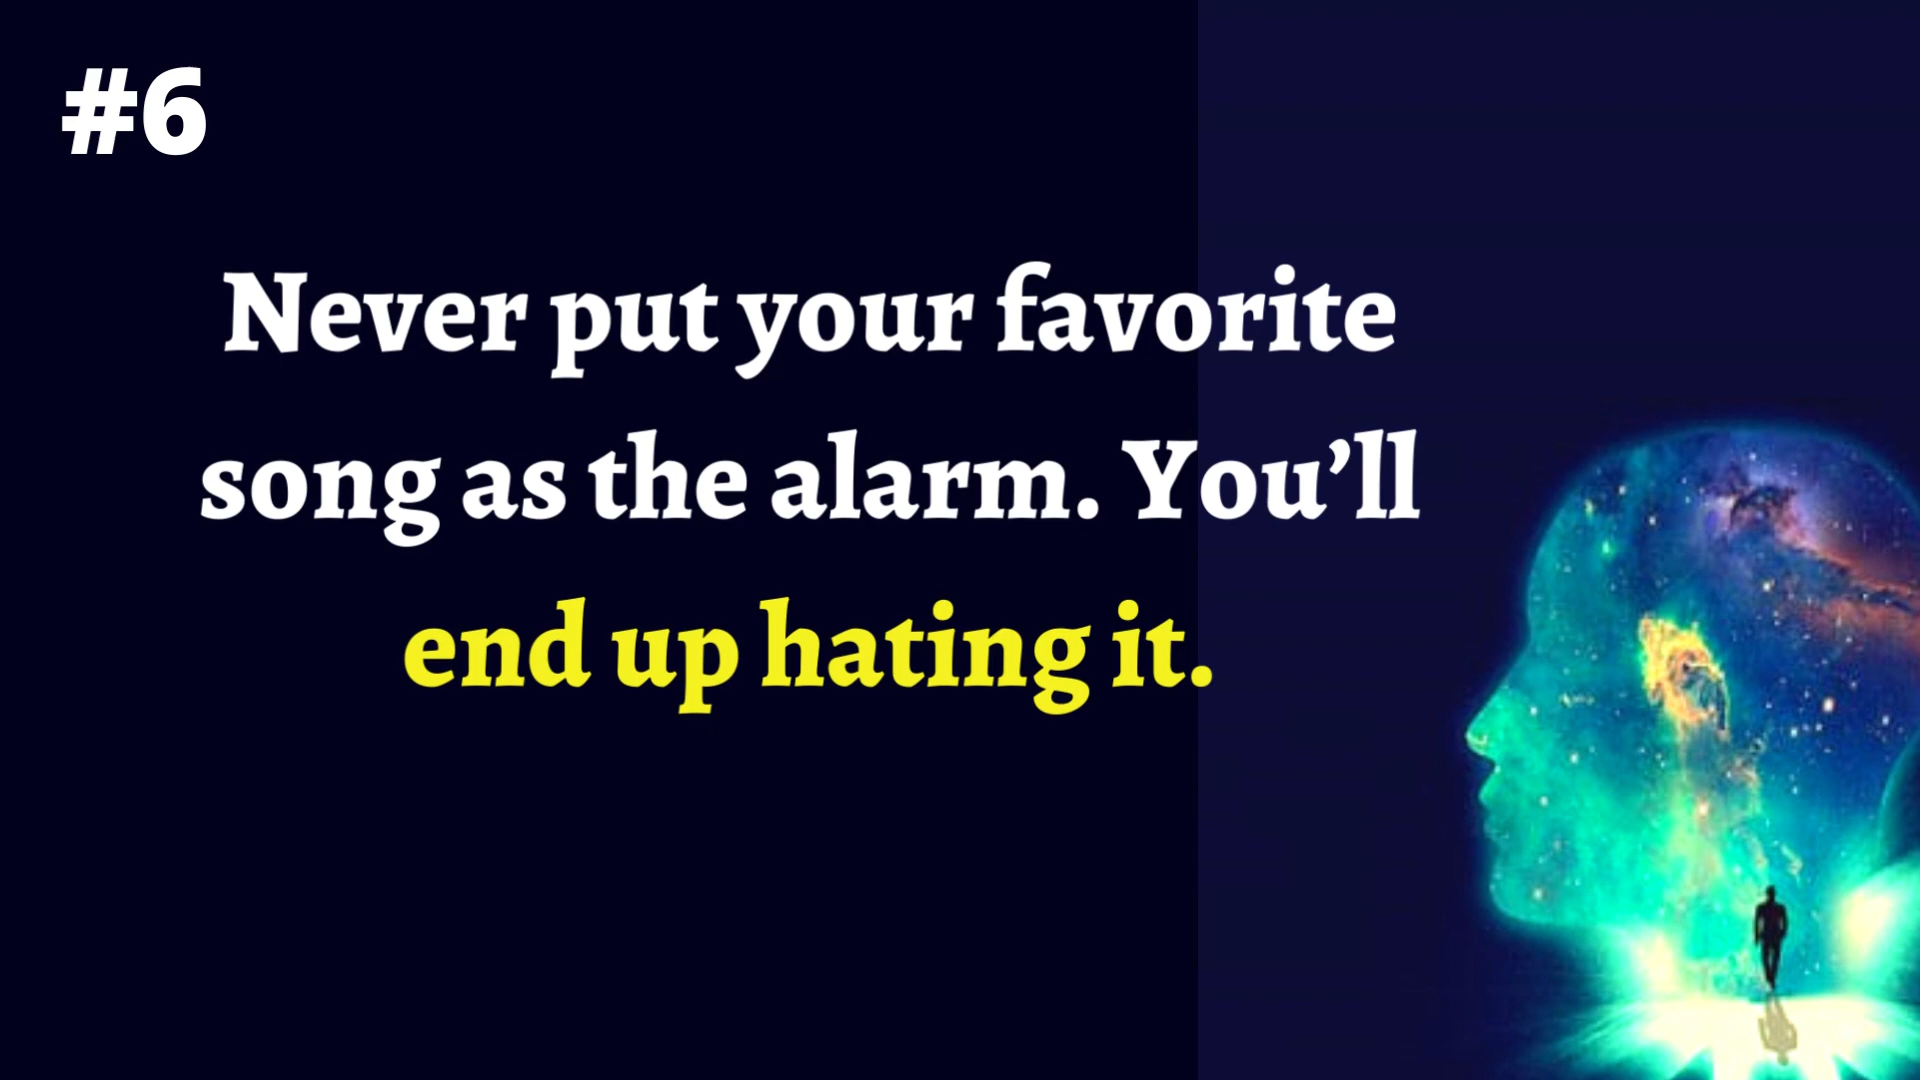 #6
Never put your favorite
song as the alarm. You’ll
end up hating it.